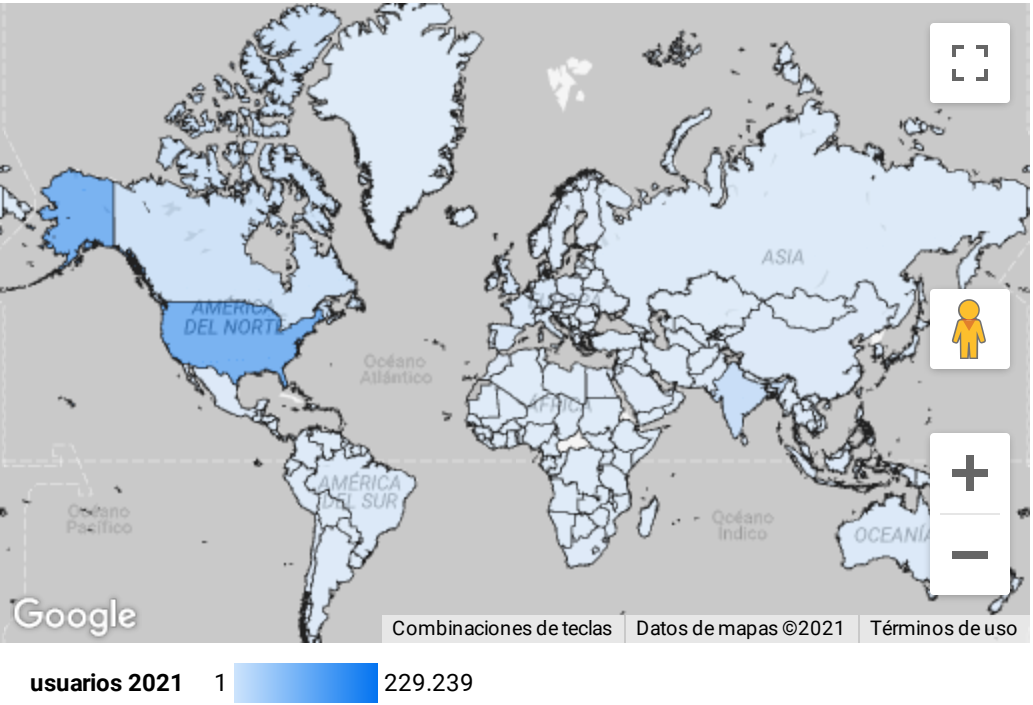 ASIA
AMÉRICA
DEL NORTE
EUROPA
Océano
Atlántico
ÁFRICA
AMÉRICA
DEL SUR
Océano
Pacífico
Océano
Índico
OCEANÍA
Google
Combinaciones de teclas
Datos de mapas ©2021
Términos de uso
usuarios 2021 1 229.239